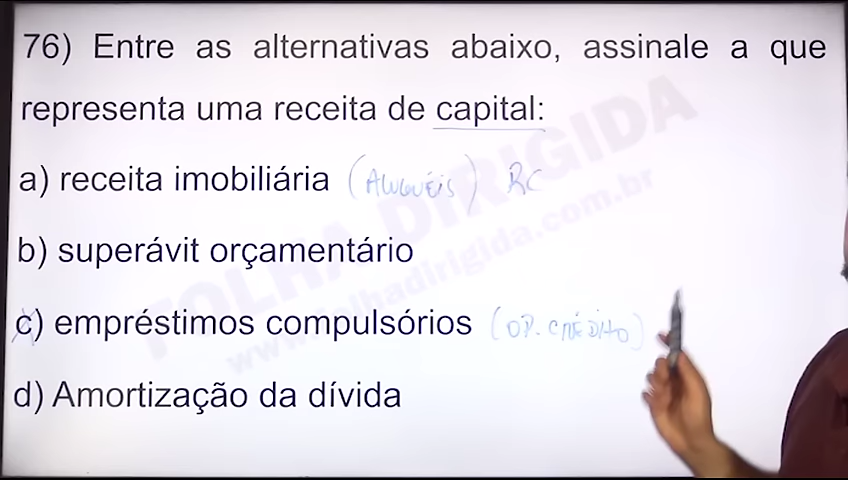 76) Entre as alternativas abaixo, assinale a que
representa uma receita de capital:
a) receita imobiliária (ALUGUÉIS) RC
b) superávit orçamentário
c) empréstimos compulsórios (OP. CRÉDITO)
d) Amortização da dívida
FOLHA DIRIGIDA
www.folhadirigida.com.br